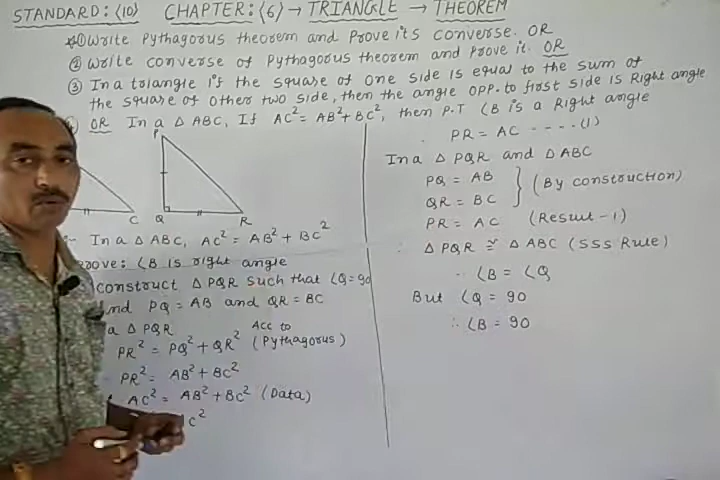 STANDARD: (10) CHAPTER: (6) → TRIANGLE → THEOREM
① Write Pythagorus theorem and prove its converse. OR
② Write converse of Pythagorus theorem and prove it. OR
③ In a triangle if the square of one side is equal to the sum of
the square of other two side, then the angle opp. to first side is Right angle
OR In a △ ABC, If AC² = AB² + BC², then P.T ∠B is a Right angle
P
C Q R
In a △ ABC, AC² = AB² + BC²
prove: ∠B is right angle
construct △ PQR such that ∠Q = 90
and PQ = AB and QR = BC
a △ PQR
PR² = PQ² + QR² (Acc to Pythagorus)
PR² = AB² + BC²
AC² = AB² + BC² (Data)
C²
PR = AC ----- (1)
In a △ PQR and △ ABC
PQ = AB
QR = BC } (By construction)
PR = AC (Result-1)
△ PQR ≅ △ ABC (SSS Rule)
∴ ∠B = ∠Q
But ∠Q = 90
∴ ∠B = 90